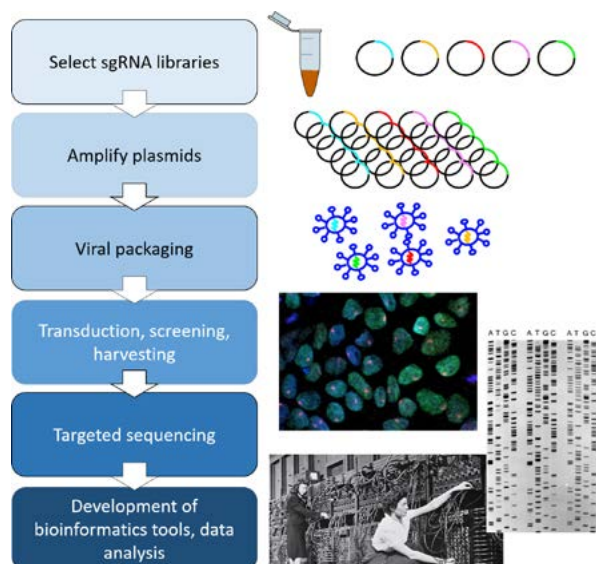 Select sgRNA libraries
Amplify plasmids
Viral packaging
Transduction, screening,
harvesting
Targeted sequencing
Development of
bioinformatics tools, data
analysis
A T G C A T G C A T G C